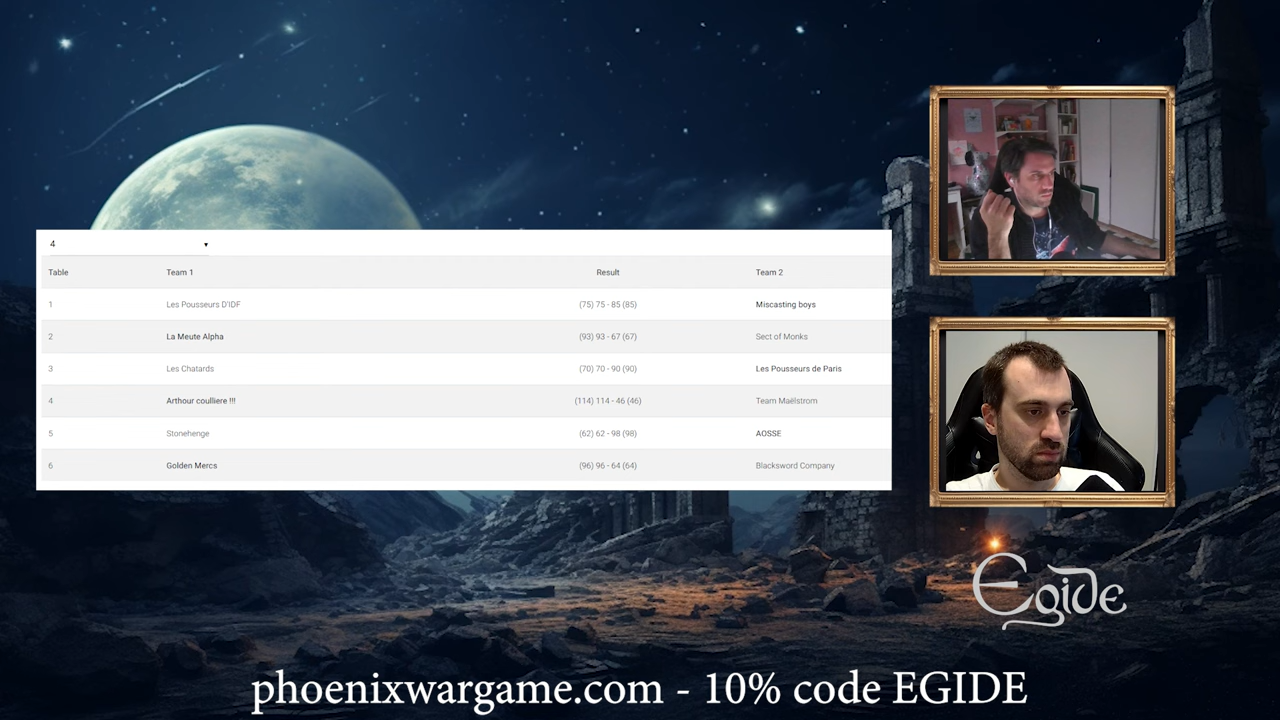 4
Table Team 1 Result Team 2
1 Les Pousseurs D'IDF (75) 75 - 85 (85) Miscasting boys
2 La Meute Alpha (93) 93 - 67 (67) Sect of Monks
3 Les Chatards (70) 70 - 90 (90) Les Pousseurs de Paris
4 Arthour coulliere !!! (114) 114 - 46 (46) Team Maëlstrom
5 Stonehenge (62) 62 - 98 (98) AOSSE
6 Golden Mercs (96) 96 - 64 (64) Blacksword Company
Egide
phoenixwargame.com - 10% code EGIDE